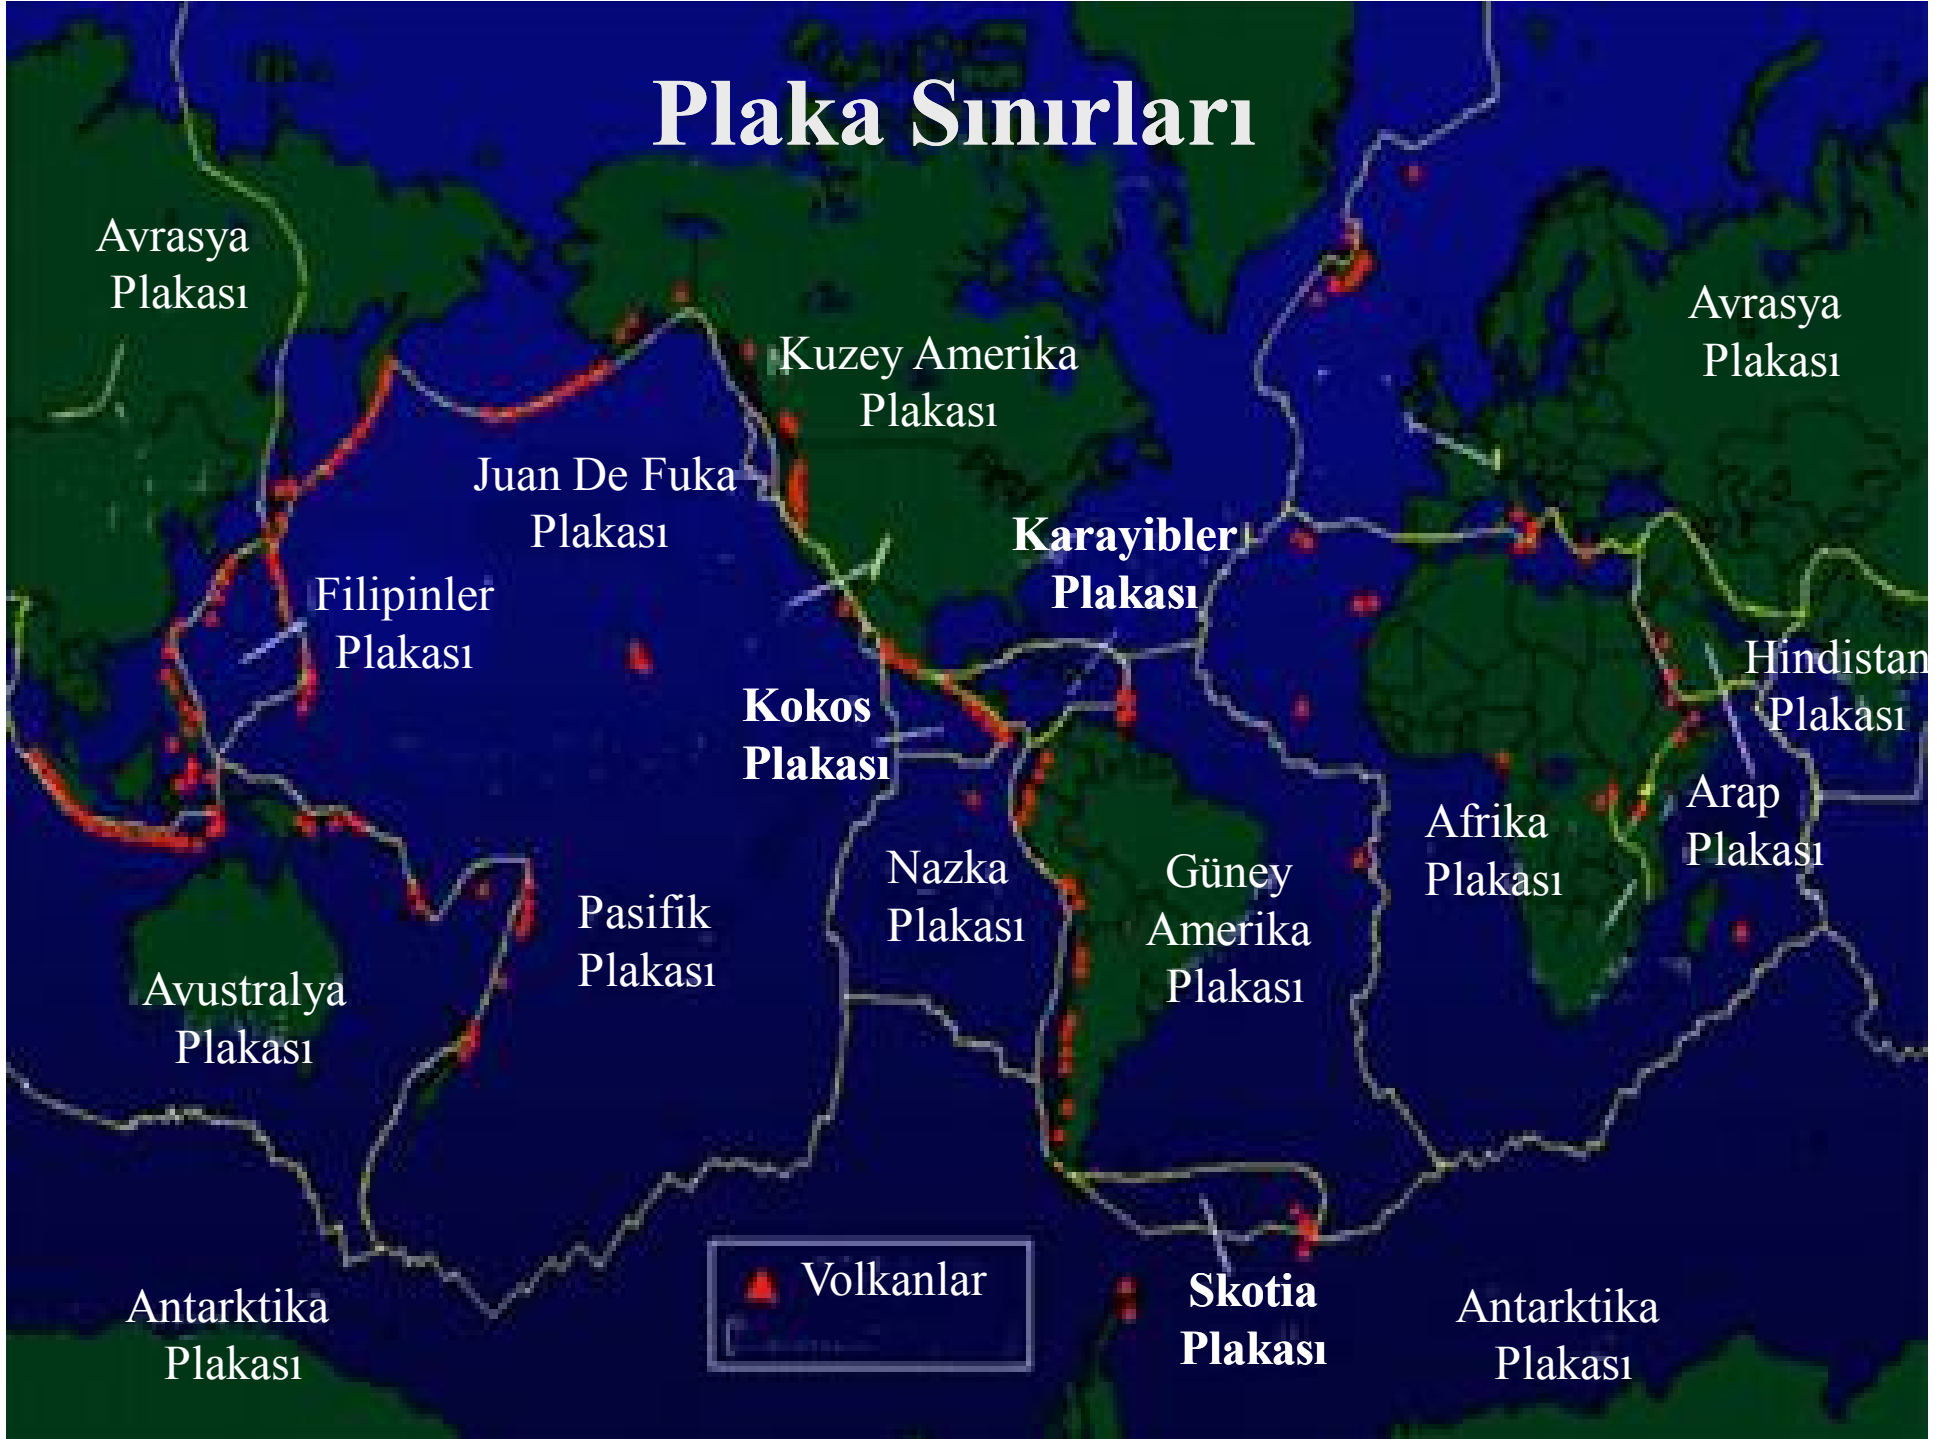 Plaka Sınırları
Avrasya
Plakası
Avrasya
Plakası
Kuzey Amerika
Plakası
Juan De Fuka
Plakası
Karayibler
Plakası
Filipinler
Plakası
Hindistan
Plakası
Kokos
Plakası
Arap
Plakası
Afrika
Plakası
Nazka
Plakası
Güney
Amerika
Plakası
Pasifik
Plakası
Avustralya
Plakası
Volkanlar
Skotia
Plakası
Antarktika
Plakası
Antarktika
Plakası